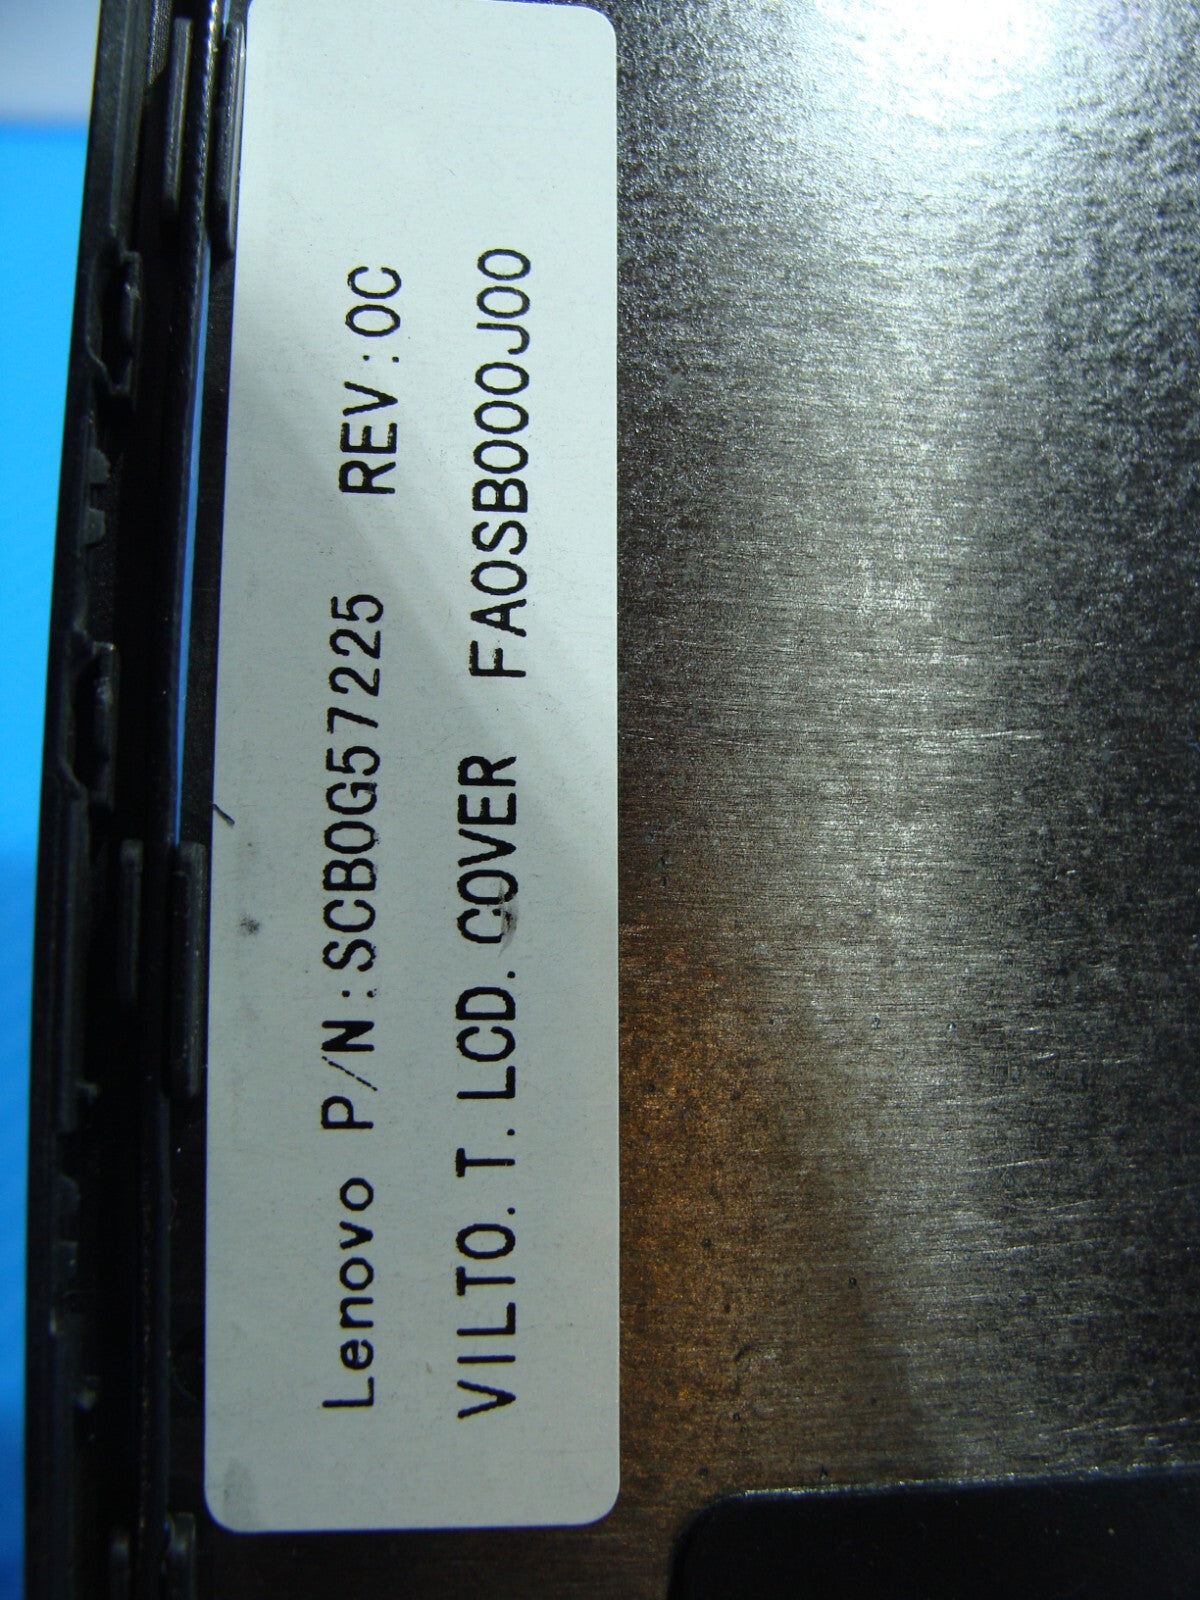 Lenovo P/N:SCB0G57225 REV:0C
VILTO.T.LCD.COVER FA0SB000J00